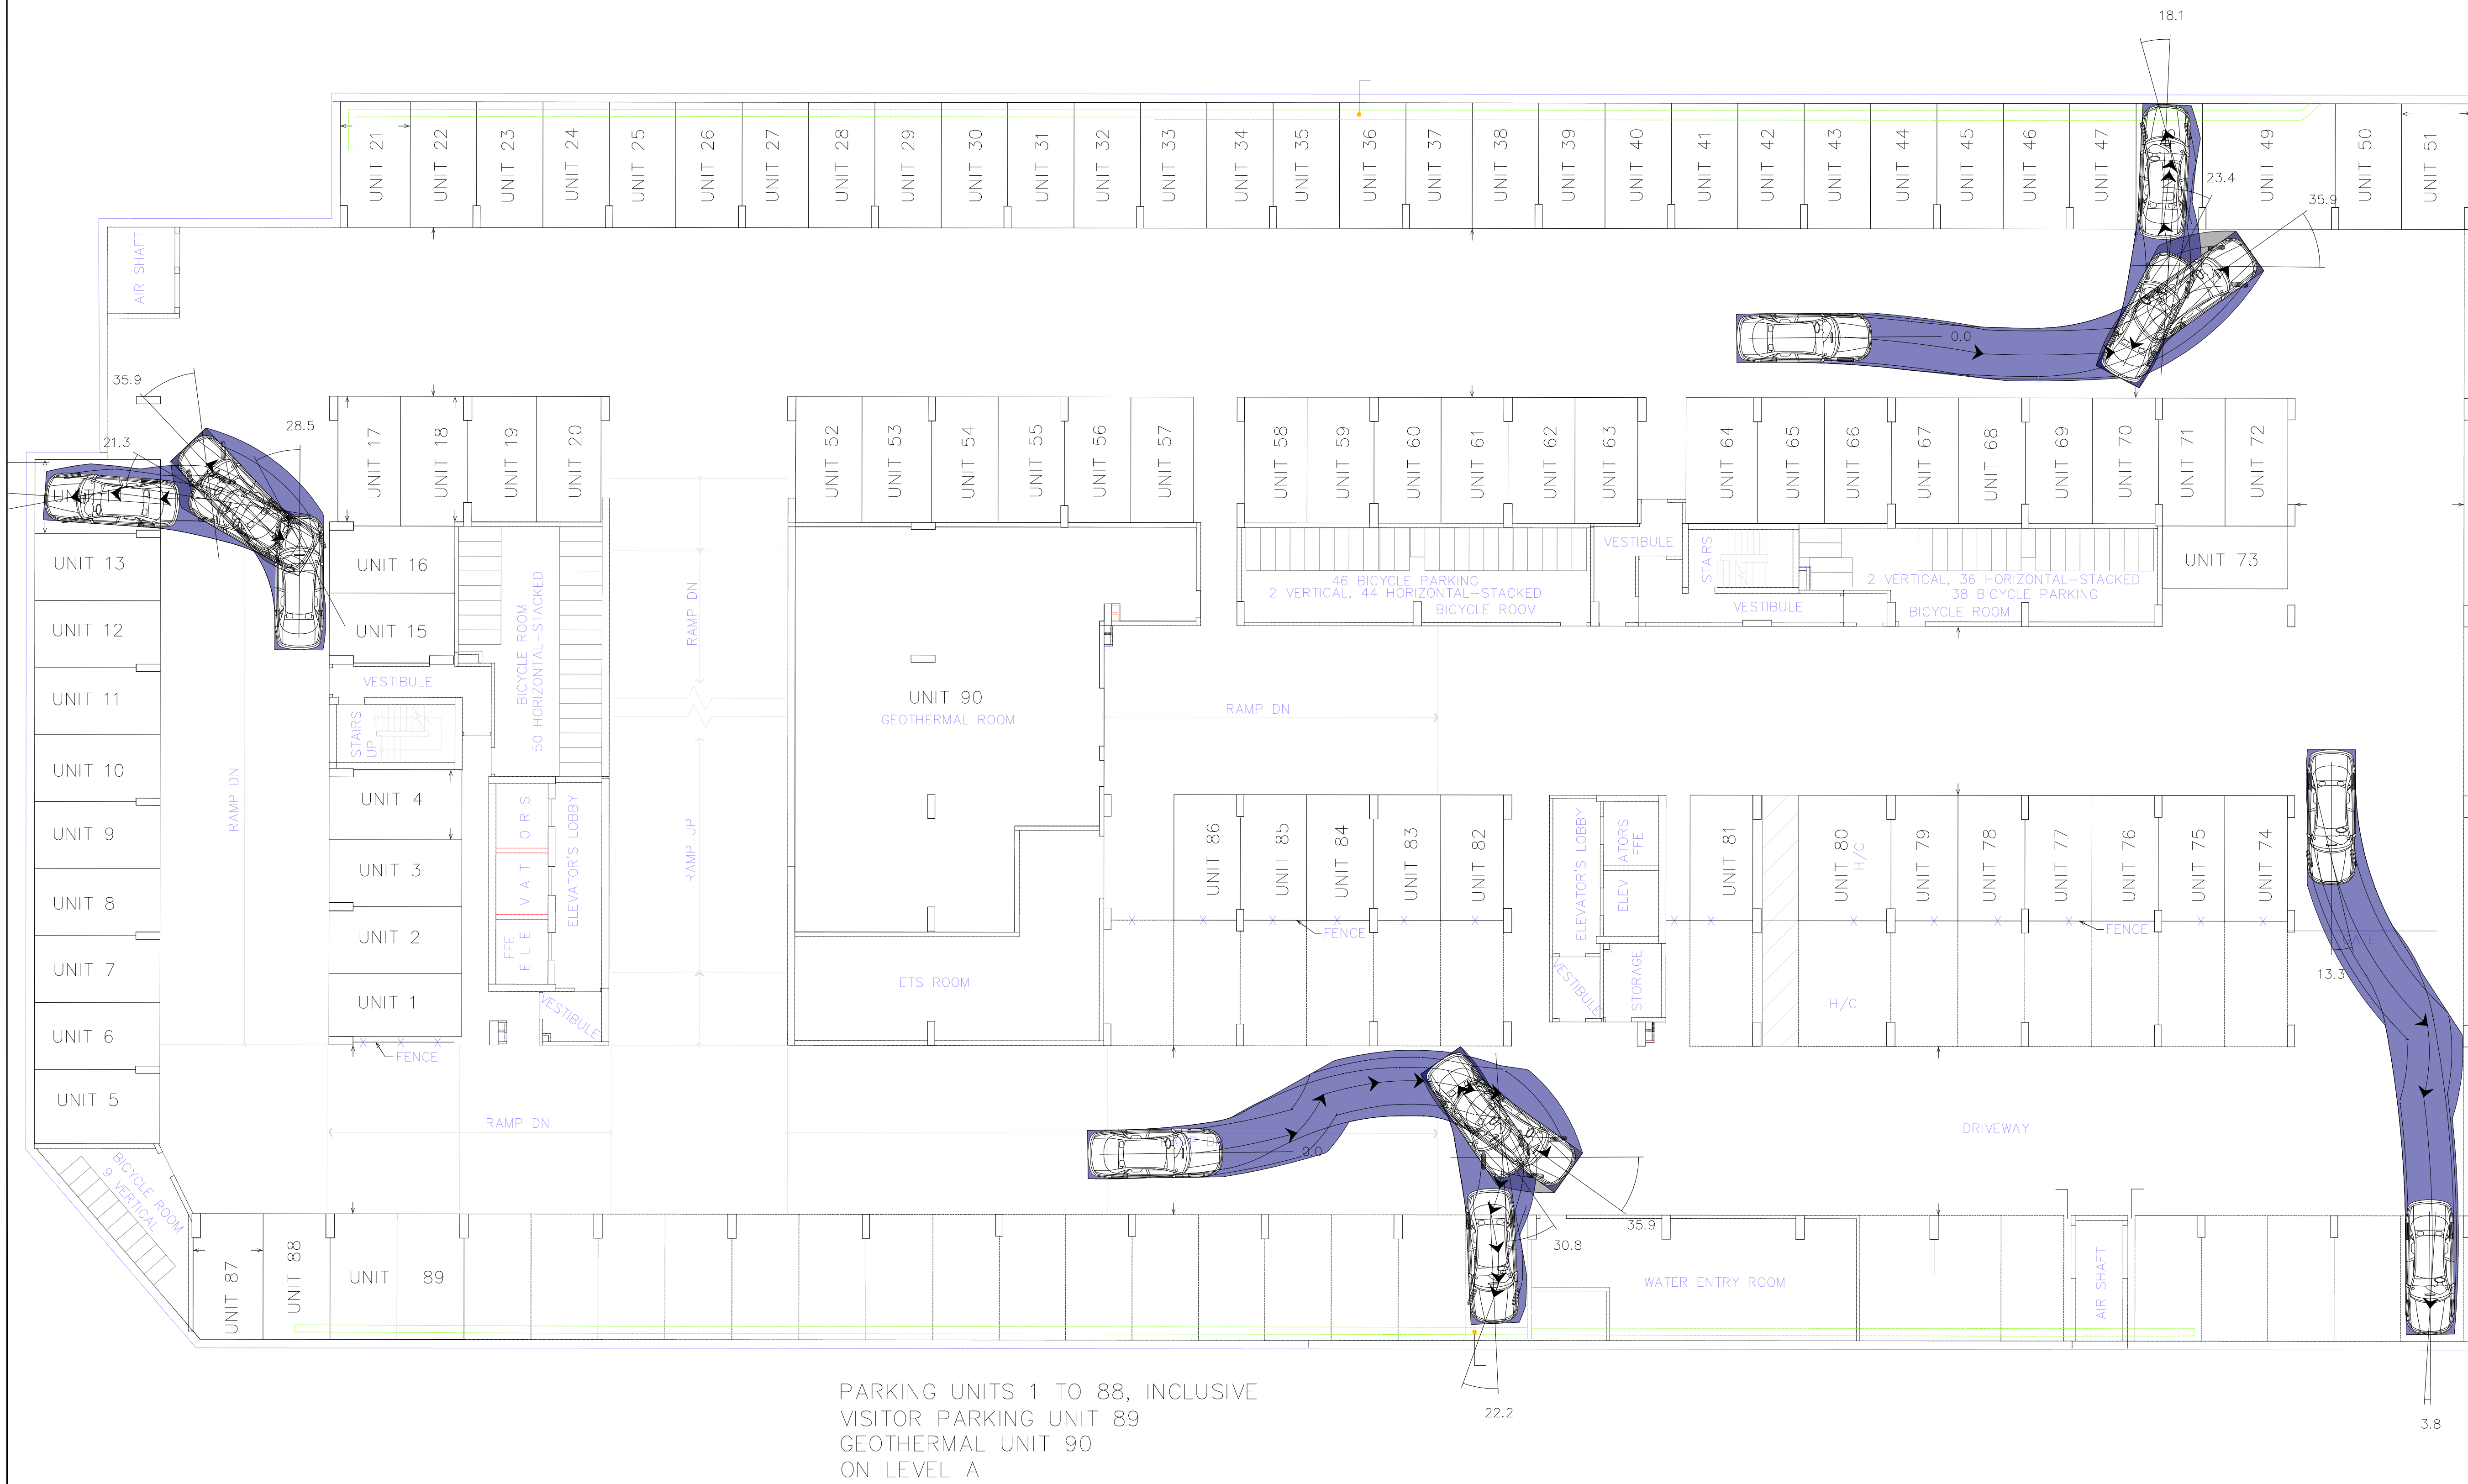 18.1
UNIT 21
UNIT 22
UNIT 23
UNIT 24
UNIT 25
UNIT 26
UNIT 27
UNIT 28
UNIT 29
UNIT 30
UNIT 31
UNIT 32
UNIT 33
UNIT 34
UNIT 35
UNIT 36
UNIT 37
UNIT 38
UNIT 39
UNIT 40
UNIT 41
UNIT 42
UNIT 43
UNIT 44
UNIT 45
UNIT 46
UNIT 47
UNIT 49
UNIT 50
UNIT 51
23.4
35.9
AIR SHAFT
0.0
35.9
21.3
28.5
UNIT 17
UNIT 18
UNIT 19
UNIT 20
UNIT 52
UNIT 53
UNIT 54
UNIT 55
UNIT 56
UNIT 57
UNIT 58
UNIT 59
UNIT 60
UNIT 61
UNIT 62
UNIT 63
UNIT 64
UNIT 65
UNIT 66
UNIT 67
UNIT 68
UNIT 69
UNIT 70
UNIT 71
UNIT 72
UNIT 13
UNIT 16
UNIT 73
VESTIBULE
STAIRS
46 BICYCLE PARKING
2 VERTICAL, 44 HORIZONTAL-STACKED
BICYCLE ROOM
2 VERTICAL, 36 HORIZONTAL-STACKED
38 BICYCLE PARKING
BICYCLE ROOM
VESTIBULE
UNIT 12
UNIT 15
BICYCLE ROOM
50 HORIZONTAL-STACKED
RAMP DN
VESTIBULE
UNIT 11
STAIRS
UP
UNIT 90
GEOTHERMAL ROOM
RAMP DN
UNIT 10
RAMP DN
UNIT 4
UNIT 9
UNIT 3
UNIT 8
UNIT 2
UNIT 7
UNIT 1
UNIT 6
FENCE
UNIT 5
FFE
ELEVATORS
ELEVATOR'S LOBBY
VESTIBULE
RAMP UP
ETS ROOM
UNIT 86
UNIT 85
UNIT 84
UNIT 83
UNIT 82
FENCE
ELEVATOR'S LOBBY
ELEV
ATORS
FFE
VESTIBULE
STORAGE
UNIT 81
UNIT 80
H/C
H/C
UNIT 79
UNIT 78
UNIT 77
UNIT 76
UNIT 75
UNIT 74
FENCE
GATE
13.3
RAMP DN
0.0
DRIVEWAY
BICYCLE ROOM
9 VERTICAL
35.9
30.8
UNIT 87
UNIT 88
UNIT 89
WATER ENTRY ROOM
AIR SHAFT
22.2
3.8
PARKING UNITS 1 TO 88, INCLUSIVE
VISITOR PARKING UNIT 89
GEOTHERMAL UNIT 90
ON LEVEL A